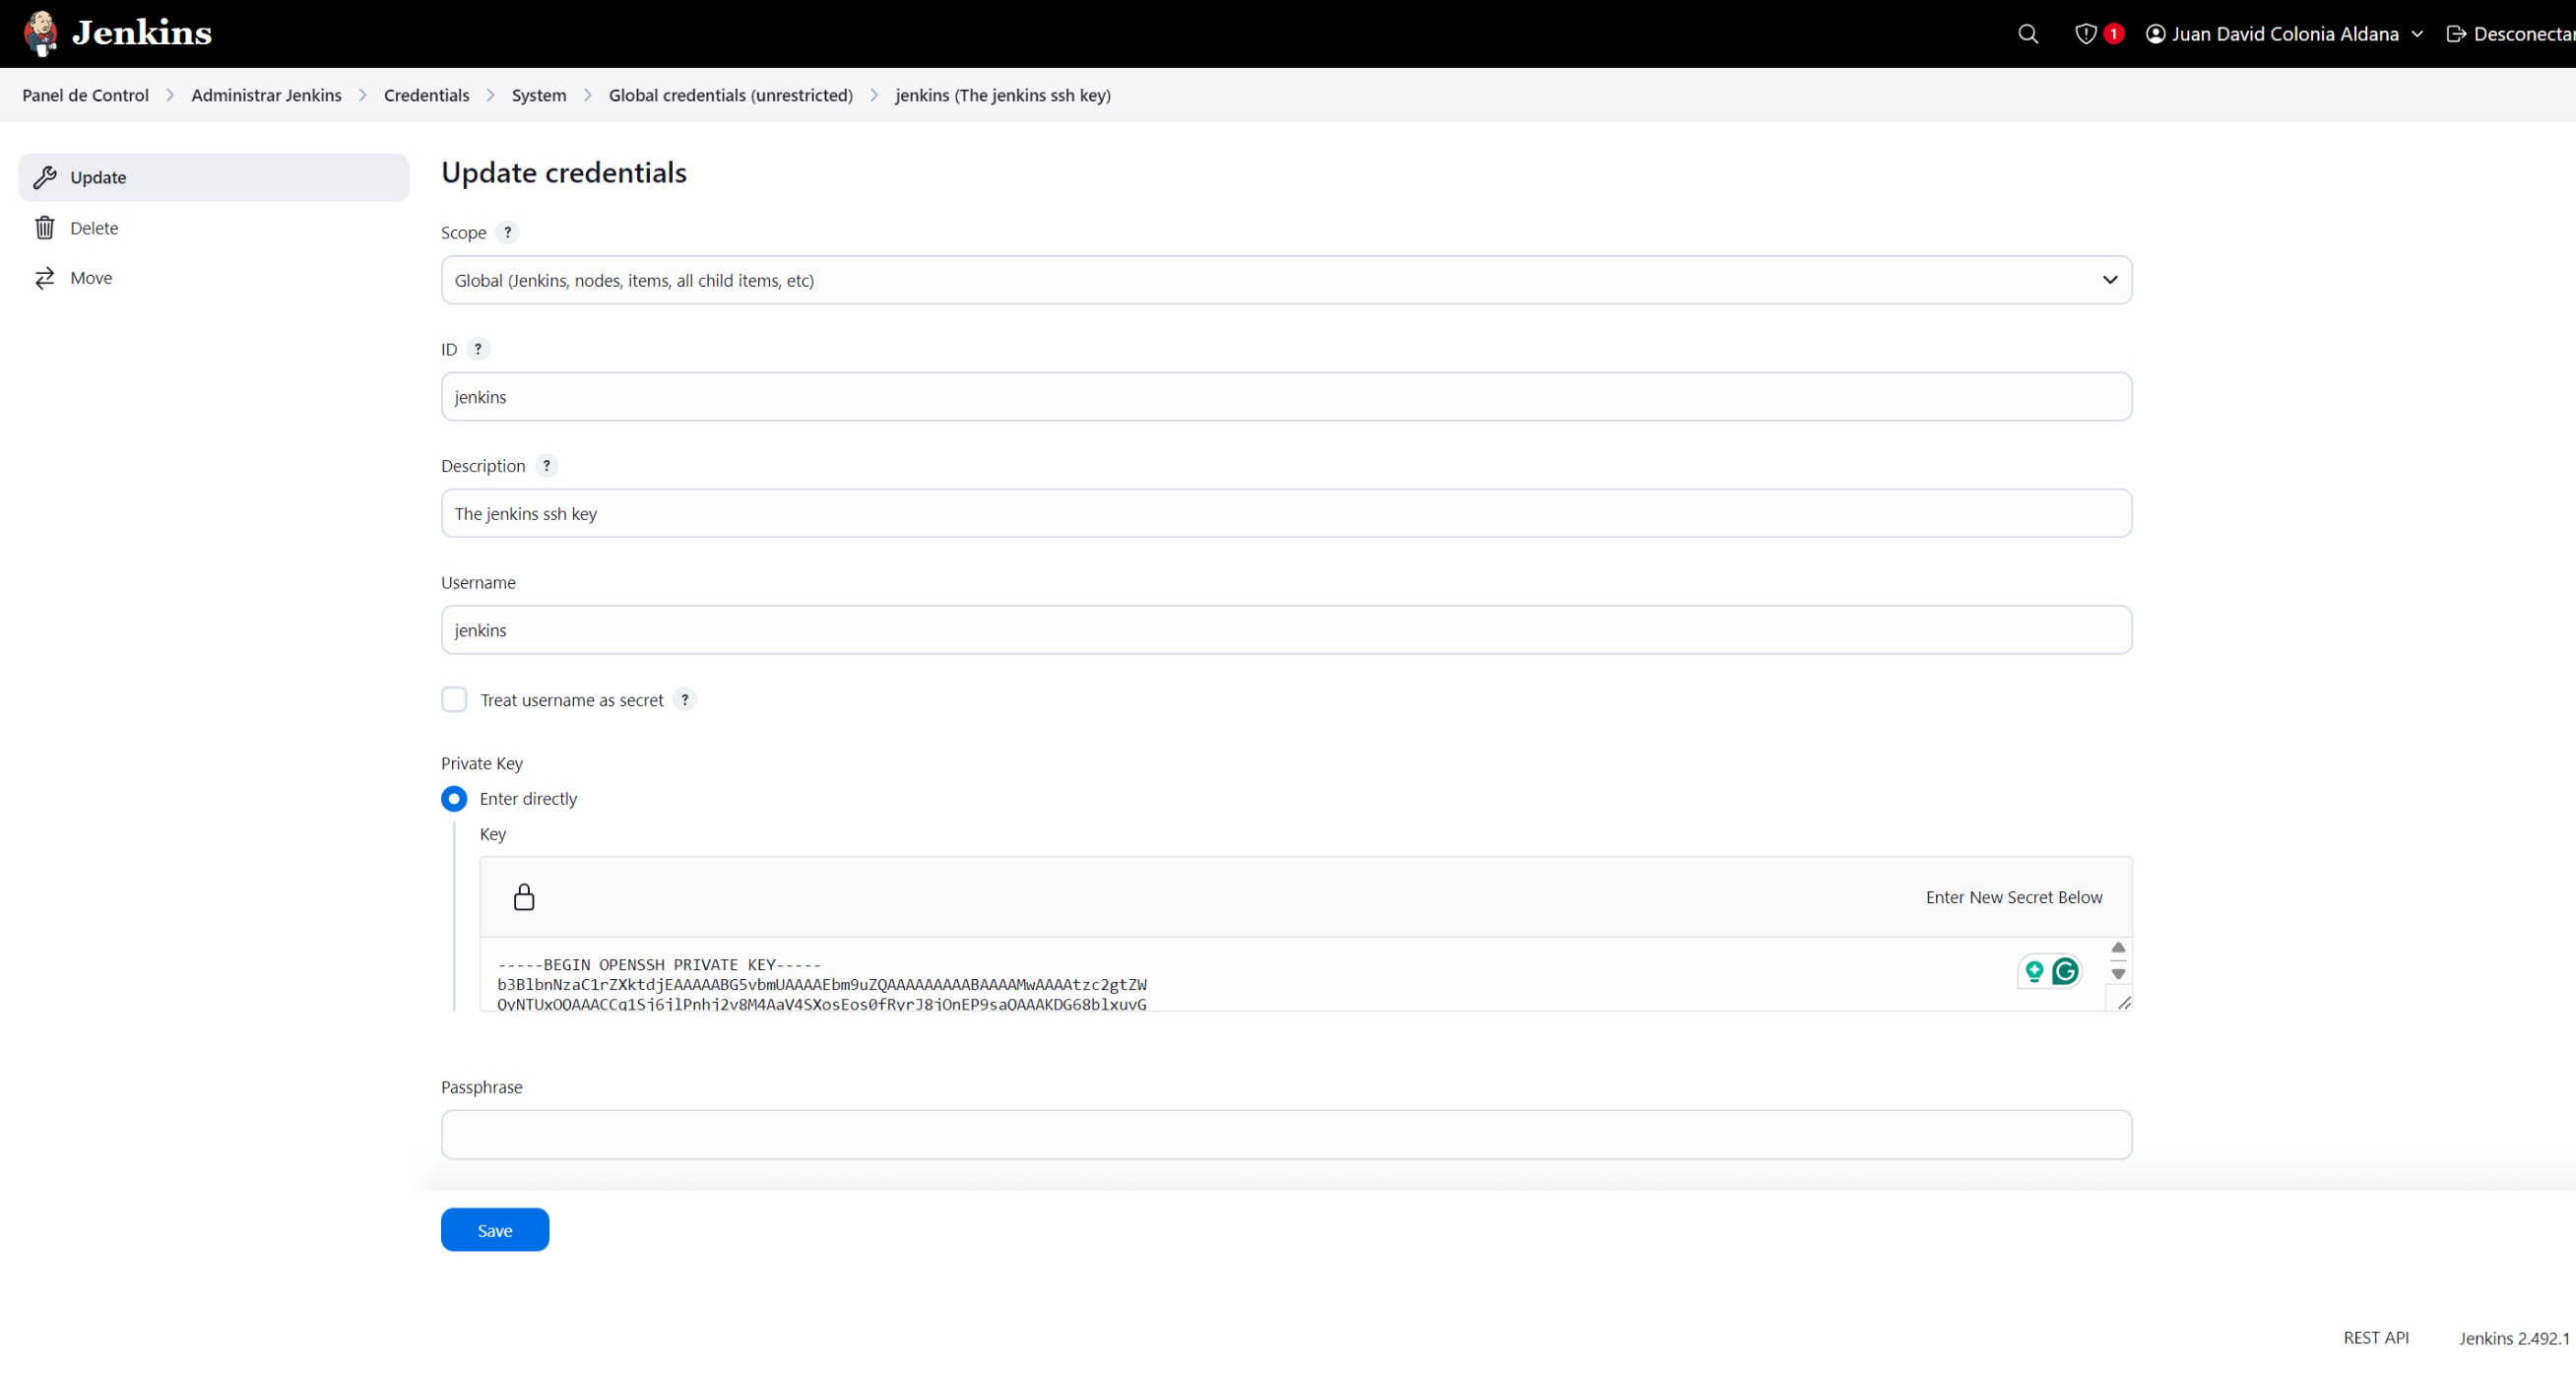 Jenkins
1
Juan David Colonia Aldana
Desconectar
Panel de Control > Administrar Jenkins > Credentials > System > Global credentials (unrestricted) > jenkins (The jenkins ssh key)
Update
Delete
Move
Update credentials
Scope ?
Global (Jenkins, nodes, items, all child items, etc)
ID ?
jenkins
Description ?
The jenkins ssh key
Username
jenkins
Treat username as secret ?
Private Key
Enter directly
Key
Enter New Secret Below
-----BEGIN OPENSSH PRIVATE KEY-----
b3BlbnNzaC1rZXktdjEAAAAABG5vbmUAAAAEbm9uZQAAAAAAAAABAAAAMwAAAAtzc2gtZW
QyNTUxOQAAACCq1Sj6jlPnhj2v8M4AaV4SXosEos0fRyrJ8jOnEP9saQAAAKDG68blxuvG
Passphrase
Save
REST API
Jenkins 2.492.1